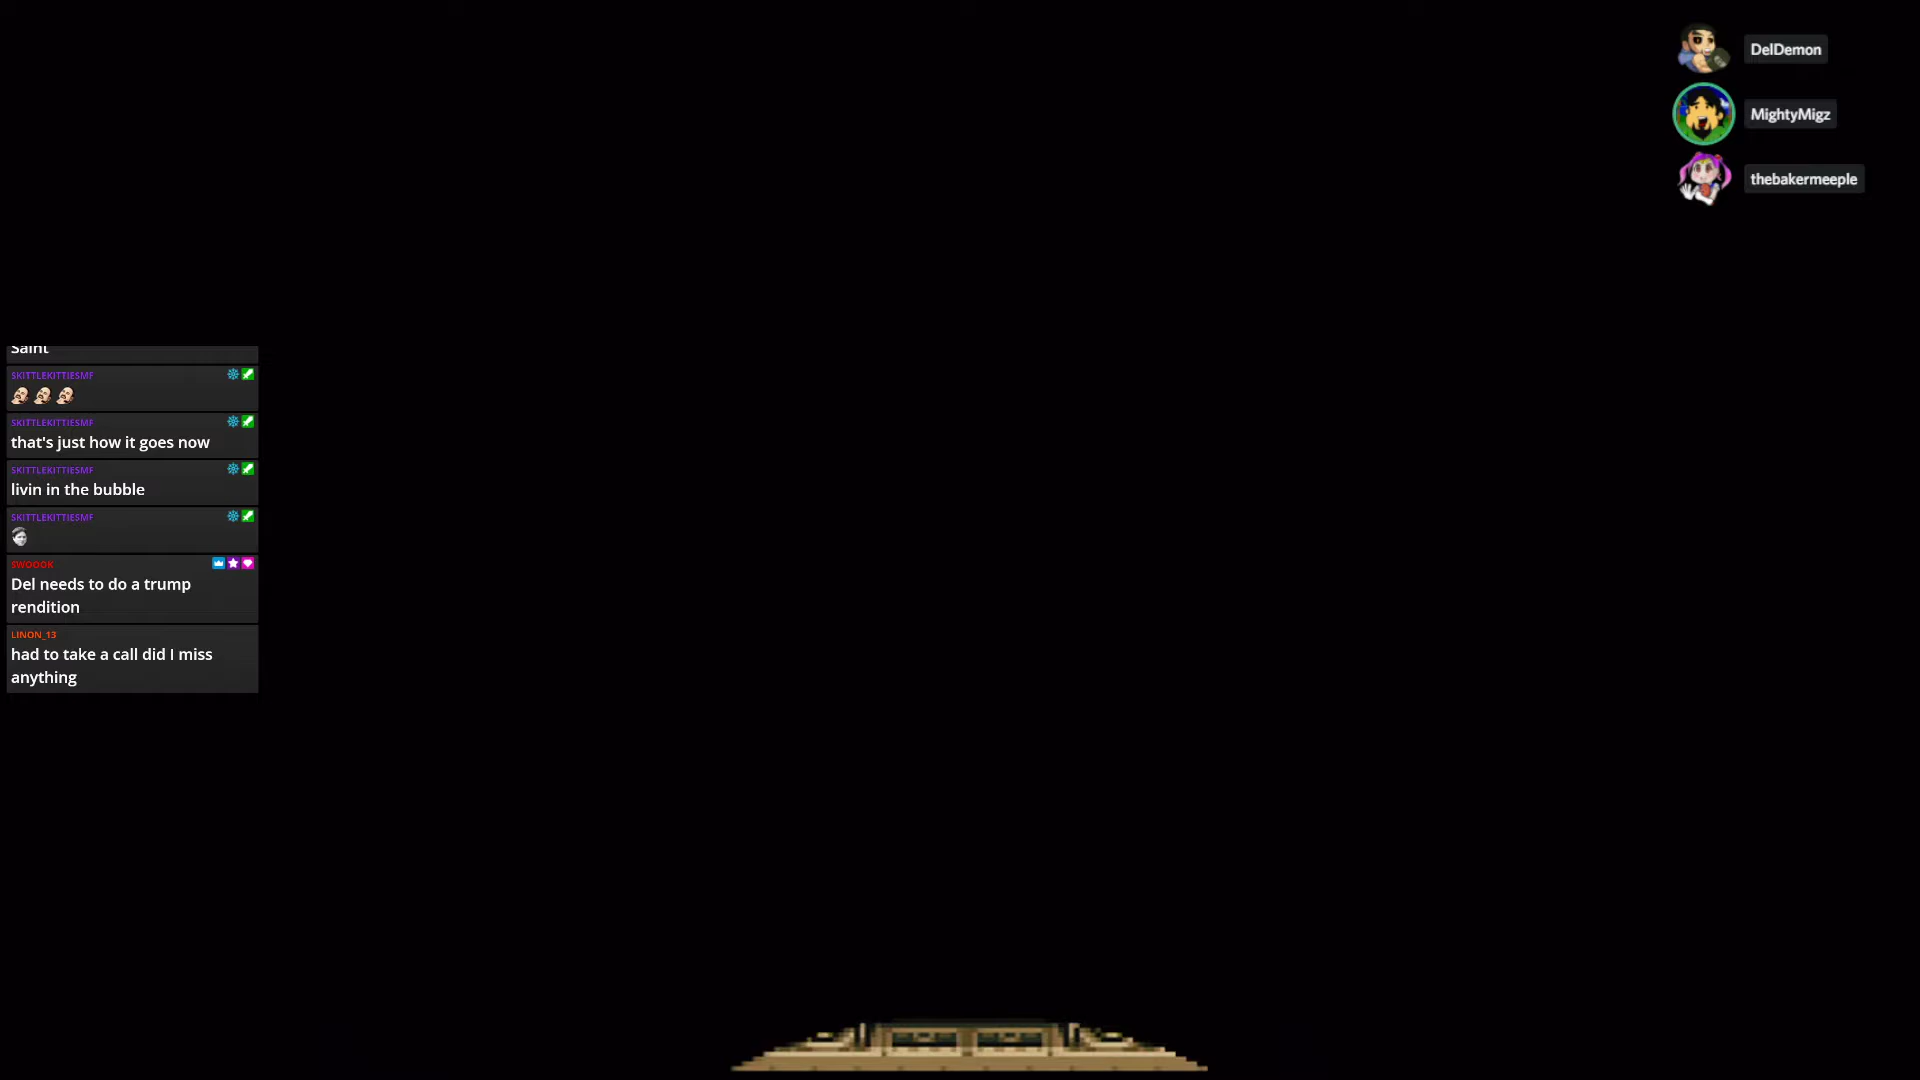 DelDemon
MightyMigz
thebakermeeple
Saint
SKITTLEKITTIESMF
SKITTLEKITTIESMF
that's just how it goes now
SKITTLEKITTIESMF
livin in the bubble
SKITTLEKITTIESMF
SWOOOK
Del needs to do a trump
rendition
LINON_13
had to take a call did I miss
anything